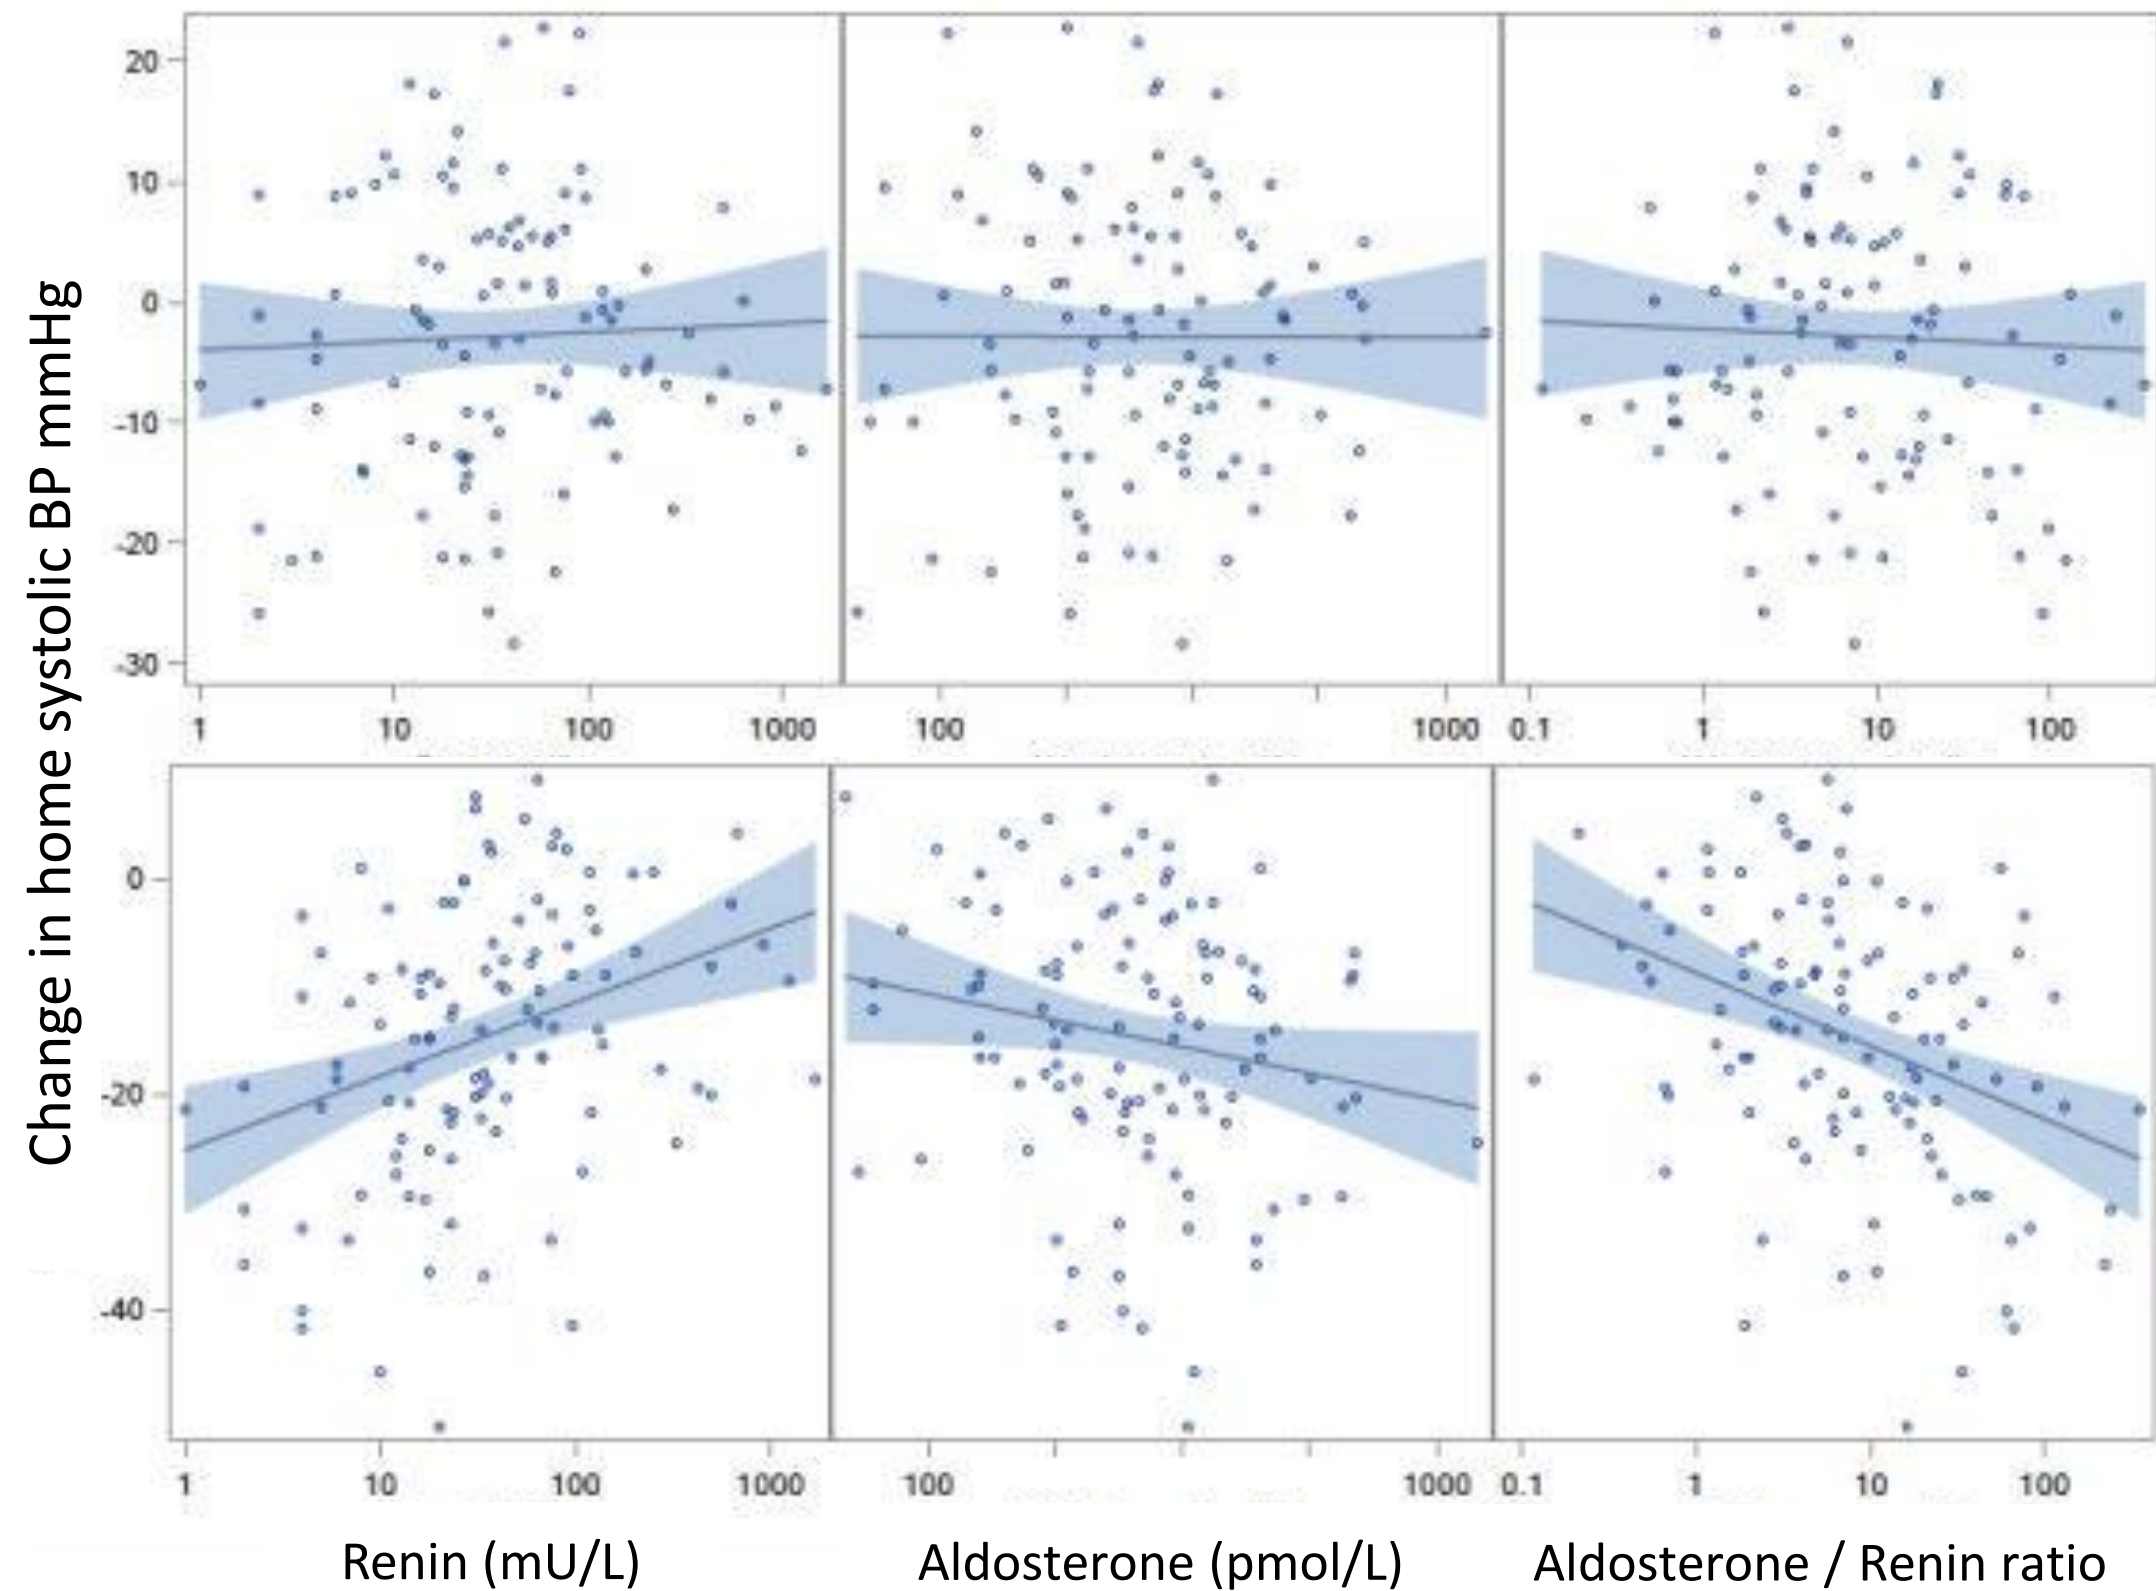 Change in home systolic BP mmHg
20
10
0
-10
-20
-30
1 10 100 1000 100 1000 0.1 1 10 100
0
-20
-40
1 10 100 1000 100 1000 0.1 1 10 100
Renin (mU/L) Aldosterone (pmol/L) Aldosterone / Renin ratio